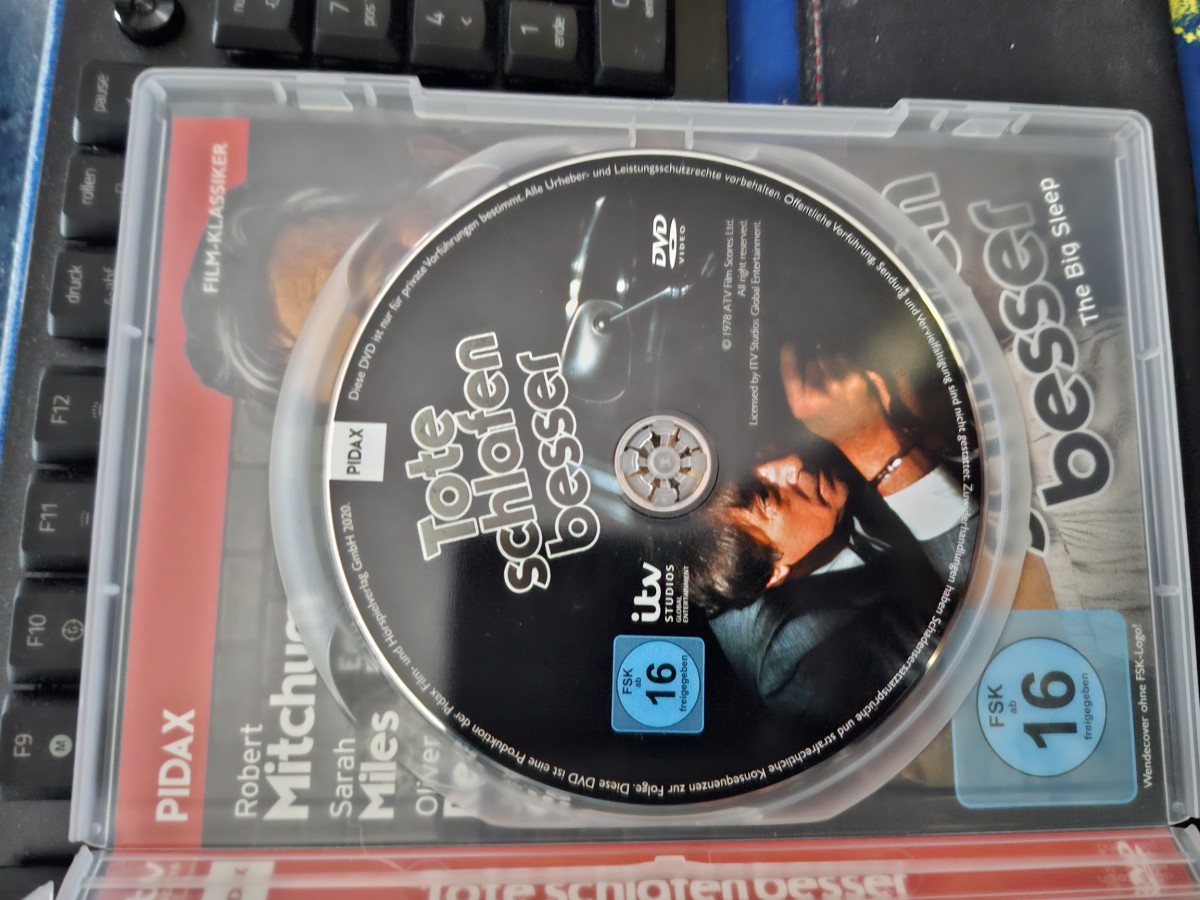 PIDAX
FILM-KLASSIKER
Robert
Mitchum
Sarah
Miles
Oliver
besser
The Big Sleep
FSK
ab
16
freigegeben
Wendecover ohne FSK-Logo!
PIDAX
Tote
schlafen
besser
itv
STUDIOS
GLOBAL
ENTERTAINMENT
DVD
VIDEO
FSK
ab
16
freigegeben
© 1978 ATV Film Scores Ltd.
All right reserved.
Licensed by ITV Studios Global Entertainment.
Diese DVD ist nur für private Vorführungen bestimmt. Alle Urheber- und Leistungsschutzrechte vorbehalten. Öffentliche Vorführung, Sendung und Vervielfältigung sind nicht gestattet. Zuwiderhandlungen haben Schadensersatzansprüche und strafrechtliche Konsequenzen zur Folge. Diese DVD ist eine Produktion der Pidax Film- und Hörspielverlag GmbH 2020.
Tote schlafen besser
pause
rollen
druck
F12
F11
F10
F9
M
7
pos
4
<
1
ende